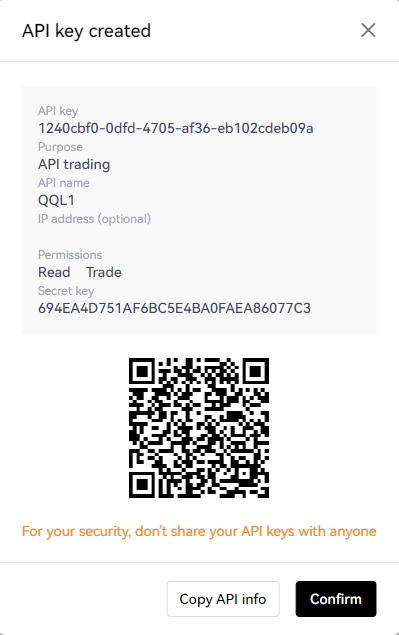 API key created
API key
1240cbf0-0dfd-4705-af36-eb102cdeb09a
Purpose
API trading
API name
QQL1
IP address (optional)
Permissions
Read Trade
Secret key
694EA4D751AF6BC5E4BA0FAEA86077C3
For your security, don't share your API keys with anyone
Copy API info Confirm